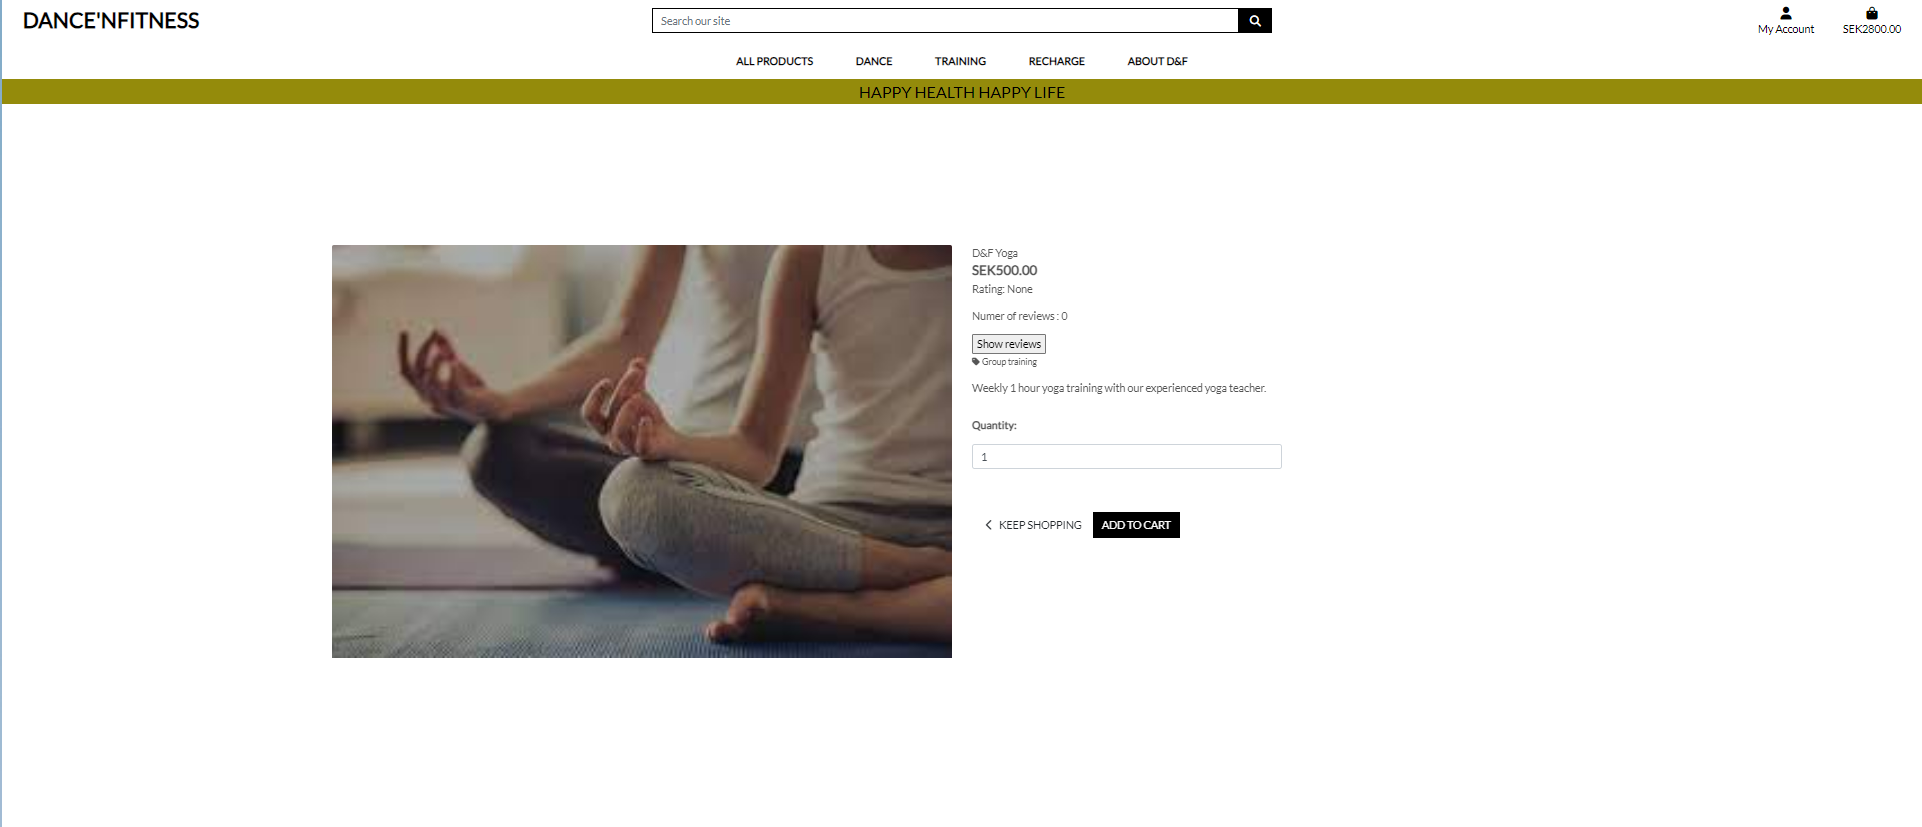 DANCE'NFITNESS
Search our site
My Account
SEK2800.00
ALL PRODUCTS
DANCE
TRAINING
RECHARGE
ABOUT D&F
HAPPY HEALTH HAPPY LIFE
D&F Yoga
SEK500.00
Rating: None
Numer of reviews : 0
Show reviews
Group training
Weekly 1 hour yoga training with our experienced yoga teacher.
Quantity:
1
KEEP SHOPPING
ADD TO CART